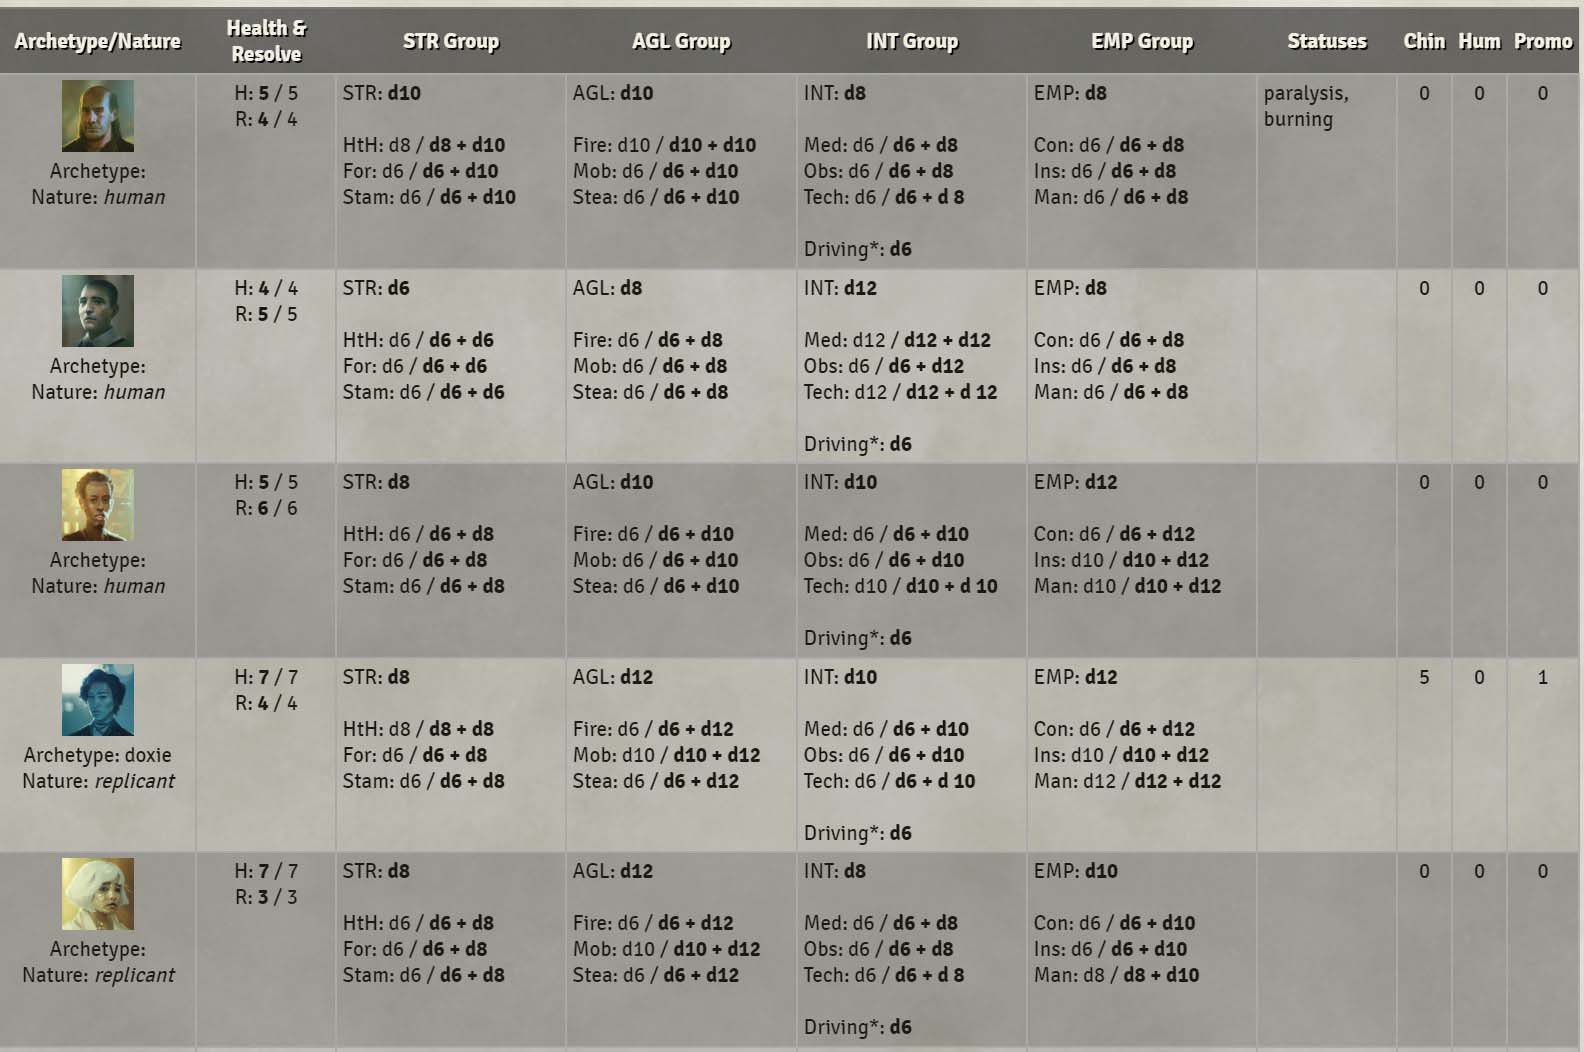 Archetype/Nature Health & Resolve STR Group AGL Group INT Group EMP Group Statuses Chin Hum Promo
Archetype:
Nature: human
H: 5 / 5
R: 4 / 4
STR: d10
HtH: d8 / d8 + d10
For: d6 / d6 + d10
Stam: d6 / d6 + d10
AGL: d10
Fire: d10 / d10 + d10
Mob: d6 / d6 + d10
Stea: d6 / d6 + d10
INT: d8
Med: d6 / d6 + d8
Obs: d6 / d6 + d8
Tech: d6 / d6 + d 8
Driving*: d6
EMP: d8
Con: d6 / d6 + d8
Ins: d6 / d6 + d8
Man: d6 / d6 + d8
paralysis,
burning
0 0 0
Archetype:
Nature: human
H: 4 / 4
R: 5 / 5
STR: d6
HtH: d6 / d6 + d6
For: d6 / d6 + d6
Stam: d6 / d6 + d6
AGL: d8
Fire: d6 / d6 + d8
Mob: d6 / d6 + d8
Stea: d6 / d6 + d8
INT: d12
Med: d12 / d12 + d12
Obs: d6 / d6 + d12
Tech: d12 / d12 + d 12
Driving*: d6
EMP: d8
Con: d6 / d6 + d8
Ins: d6 / d6 + d8
Man: d6 / d6 + d8
0 0 0
Archetype:
Nature: human
H: 5 / 5
R: 6 / 6
STR: d8
HtH: d6 / d6 + d8
For: d6 / d6 + d8
Stam: d6 / d6 + d8
AGL: d10
Fire: d6 / d6 + d10
Mob: d6 / d6 + d10
Stea: d6 / d6 + d10
INT: d10
Med: d6 / d6 + d10
Obs: d6 / d6 + d10
Tech: d10 / d10 + d 10
Driving*: d6
EMP: d12
Con: d6 / d6 + d12
Ins: d10 / d10 + d12
Man: d10 / d10 + d12
0 0 0
Archetype: doxie
Nature: replicant
H: 7 / 7
R: 4 / 4
STR: d8
HtH: d8 / d8 + d8
For: d6 / d6 + d8
Stam: d6 / d6 + d8
AGL: d12
Fire: d6 / d6 + d12
Mob: d10 / d10 + d12
Stea: d6 / d6 + d12
INT: d10
Med: d6 / d6 + d10
Obs: d6 / d6 + d10
Tech: d6 / d6 + d 10
Driving*: d6
EMP: d12
Con: d6 / d6 + d12
Ins: d10 / d10 + d12
Man: d12 / d12 + d12
5 0 1
Archetype:
Nature: replicant
H: 7 / 7
R: 3 / 3
STR: d8
HtH: d6 / d6 + d8
For: d6 / d6 + d8
Stam: d6 / d6 + d8
AGL: d12
Fire: d6 / d6 + d12
Mob: d10 / d10 + d12
Stea: d6 / d6 + d12
INT: d8
Med: d6 / d6 + d8
Obs: d6 / d6 + d8
Tech: d6 / d6 + d 8
Driving*: d6
EMP: d10
Con: d6 / d6 + d10
Ins: d6 / d6 + d10
Man: d8 / d8 + d10
0 0 0